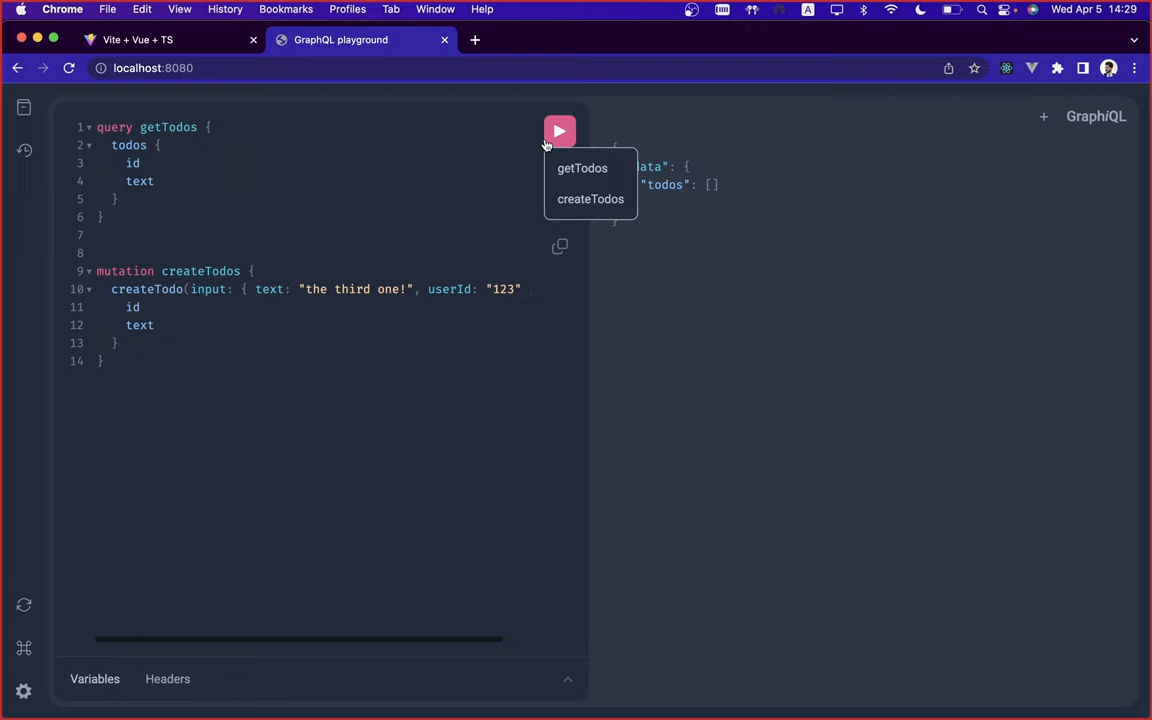 Chrome File Edit View History Bookmarks Profiles Tab Window Help A Wed Apr 5 14:29
Vite + Vue + TS GraphQL playground
localhost:8080
GraphiQL
1 query getTodos {
2 todos {
3 id
4 text
5 }
6 }
7
8
9 mutation createTodos {
10 createTodo(input: { text: "the third one!", userId: "123"
11 id
12 text
13 }
14 }
getTodos
createTodos
{
ata": {
"todos": []
}
Variables Headers